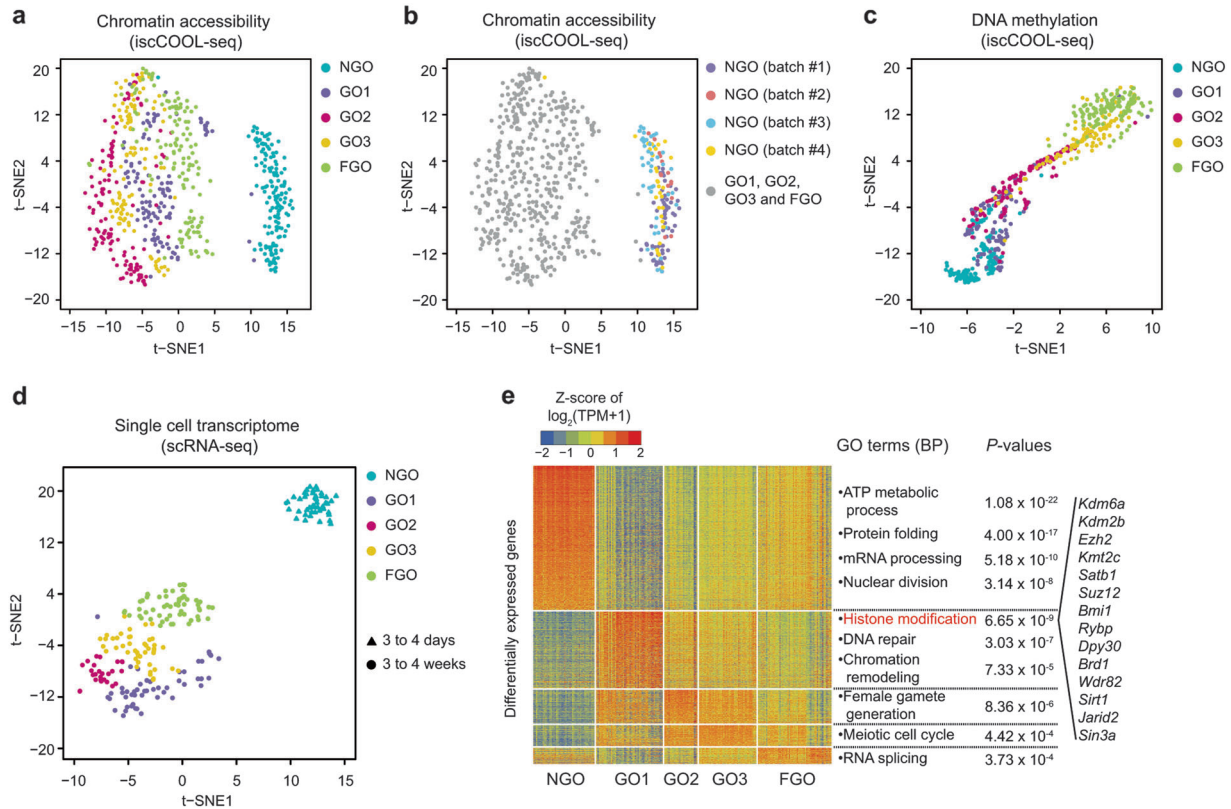 a
Chromatin accessibility
(iscCOOL-seq)
20
12
4
−4
−12
−20
t−SNE2
−15
−10
−5
0
5
10
15
t−SNE1
NGO
GO1
GO2
GO3
FGO
b
Chromatin accessibility
(iscCOOL-seq)
20
12
4
−4
−12
−20
t−SNE2
−15
−10
−5
0
5
10
15
t−SNE1
NGO (batch #1)
NGO (batch #2)
NGO (batch #3)
NGO (batch #4)
GO1, GO2,
GO3 and FGO
c
DNA methylation
(iscCOOL-seq)
20
12
4
−4
−12
−20
t−SNE2
−10
−6
−2
2
6
10
t−SNE1
NGO
GO1
GO2
GO3
FGO
d
Single cell transcriptome
(scRNA-seq)
20
12
4
−4
−12
−20
t−SNE2
−10
−5
0
5
10
15
t−SNE1
NGO
GO1
GO2
GO3
FGO
3 to 4 days
3 to 4 weeks
e
Z-score of
log2(TPM+1)
−2 −1 0 1 2
Differentially expressed genes
NGO GO1 GO2 GO3 FGO
GO terms (BP) P-values
•ATP metabolic
process 1.08 x 10⁻²²
•Protein folding 4.00 x 10⁻¹⁷
•mRNA processing 5.18 x 10⁻¹⁰
•Nuclear division 3.14 x 10⁻⁸
•Histone modification 6.65 x 10⁻⁹
•DNA repair 3.03 x 10⁻⁷
•Chromation
remodeling 7.33 x 10⁻⁵
•Female gamete
generation 8.36 x 10⁻⁶
•Meiotic cell cycle 4.42 x 10⁻⁴
•RNA splicing 3.73 x 10⁻⁴
Kdm6a
Kdm2b
Ezh2
Kmt2c
Satb1
Suz12
Bmi1
Rybp
Dpy30
Brd1
Wdr82
Sirt1
Jarid2
Sin3a